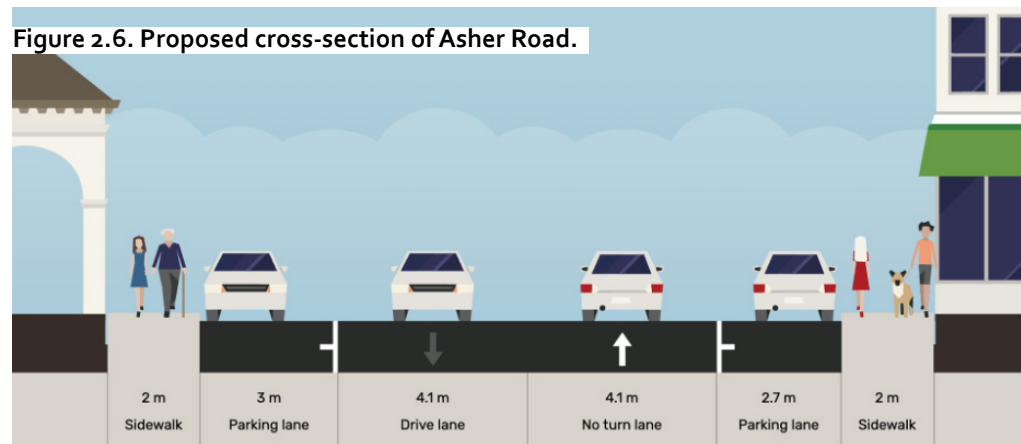 Figure 2.6. Proposed cross-section of Asher Road.
2 m
Sidewalk
3 m
Parking lane
4.1 m
Drive lane
4.1 m
No turn lane
2.7 m
Parking lane
2 m
Sidewalk